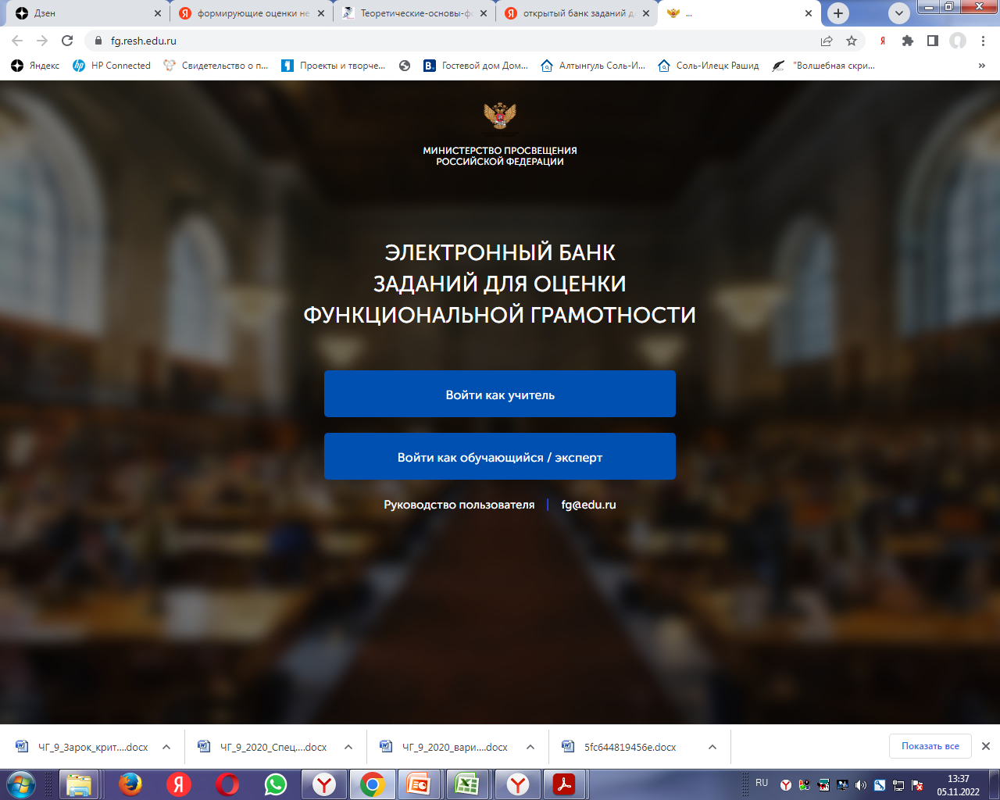 Дзен
формирующие оценки не
Теоретические-основы-фо
открытый банк заданий д
...
fg.resh.edu.ru
Я
Яндекс
HP Connected
Свидетельство о п...
Проекты и творче...
Гостевой дом Дом...
Алтынгуль Соль-И...
Соль-Илецк Рашид
"Волшебная скри...
»
МИНИСТЕРСТВО ПРОСВЕЩЕНИЯ
РОССИЙСКОЙ ФЕДЕРАЦИИ
ЭЛЕКТРОННЫЙ БАНК
ЗАДАНИЙ ДЛЯ ОЦЕНКИ
ФУНКЦИОНАЛЬНОЙ ГРАМОТНОСТИ
Войти как учитель
Войти как обучающийся / эксперт
Руководство пользователя | fg@edu.ru
ЧГ_9_Зарок_крит....docx
ЧГ_9_2020_Спец....docx
ЧГ_9_2020_вари....docx
5fc644819456e.docx
Показать все
RU
13:37
05.11.2022